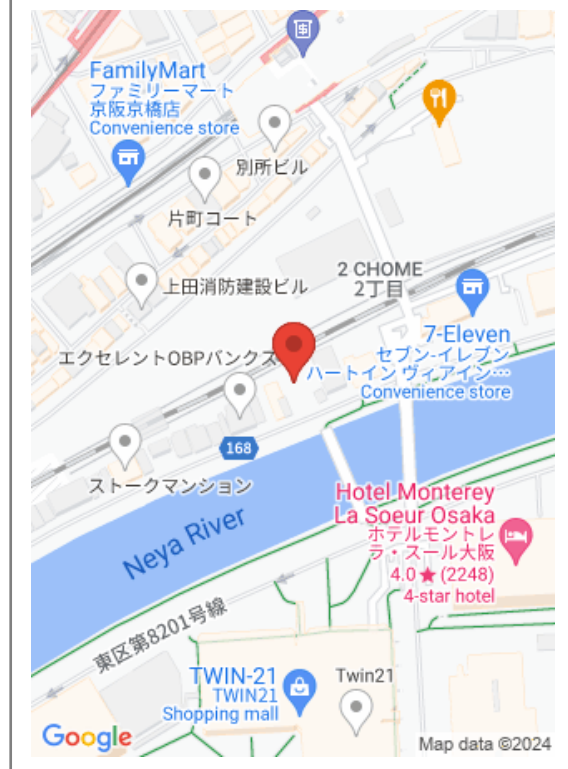 FamilyMart
ファミリーマート
京阪京橋店
Convenience store
別所ビル
片町コート
2 CHOME
2丁目
上田消防建設ビル
7-Eleven
セブン-イレブン
ハートイン ヴィアイン…
Convenience store
エクセレントOBPバンクス
168
ストークマンション
Neya River
Hotel Monterey
La Soeur Osaka
ホテルモントレ
ラ・スール大阪
4.0★(2248)
4-star hotel
東区第8201号線
TWIN-21
TWIN21
Shopping mall
Twin21
Google
Map data ©2024